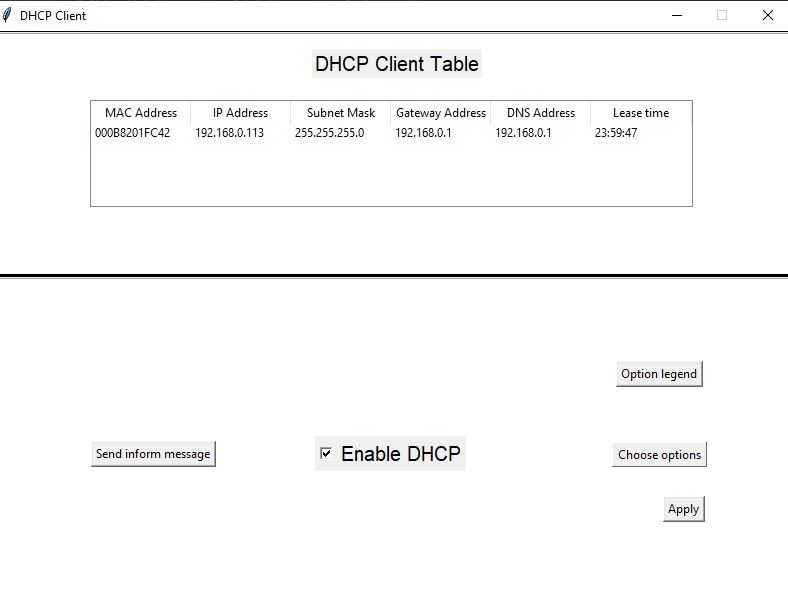 DHCP Client
DHCP Client Table
MAC Address IP Address Subnet Mask Gateway Address DNS Address Lease time
000B8201FC42 192.168.0.113 255.255.255.0 192.168.0.1 192.168.0.1 23:59:47
Option legend
Send inform message Enable DHCP Choose options
Apply